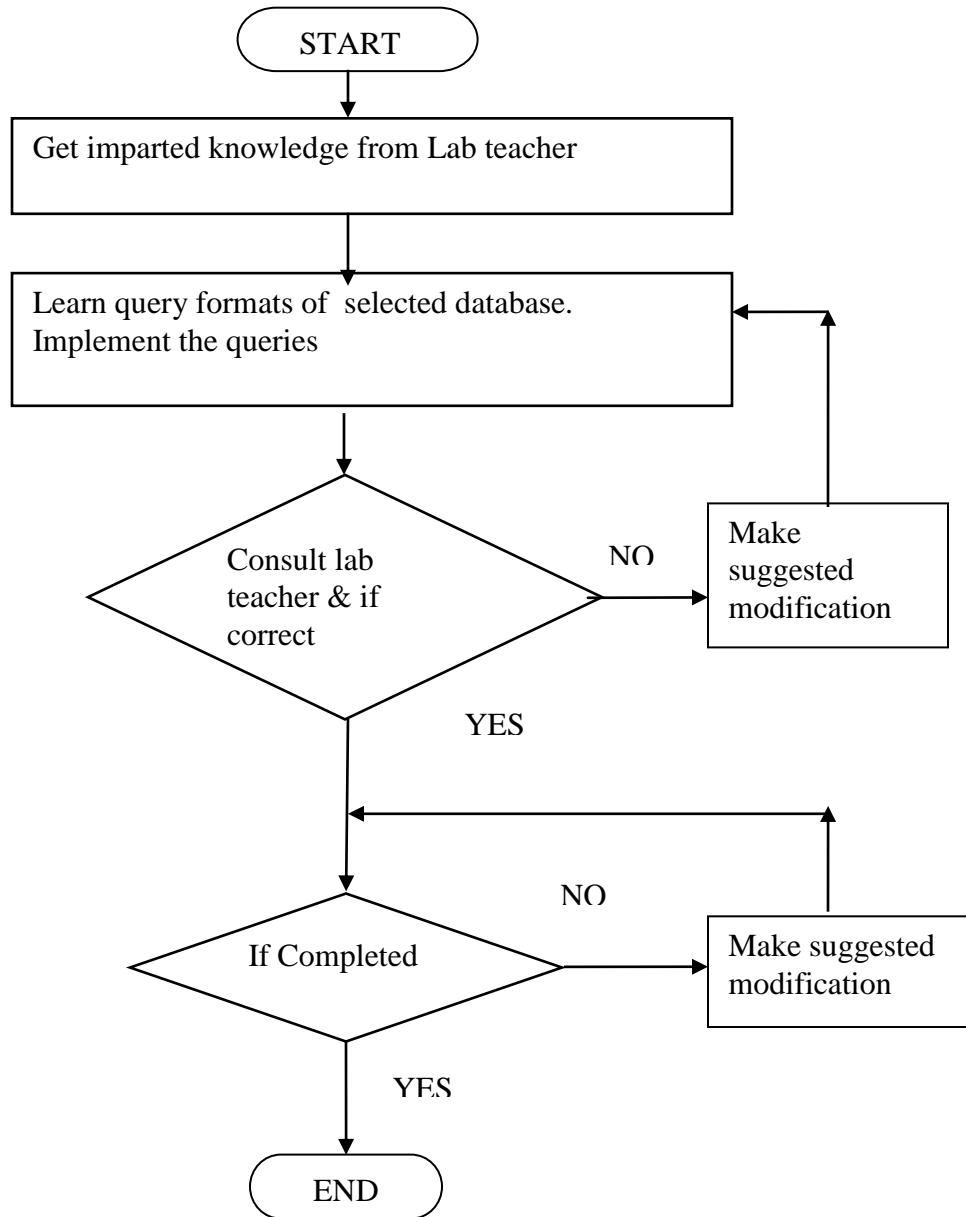 START
Get imparted knowledge from Lab teacher
Learn query formats of selected database.
Implement the queries
Consult lab
teacher & if
correct
NO
Make
suggested
modification
YES
If Completed
NO
Make suggested
modification
YES
END